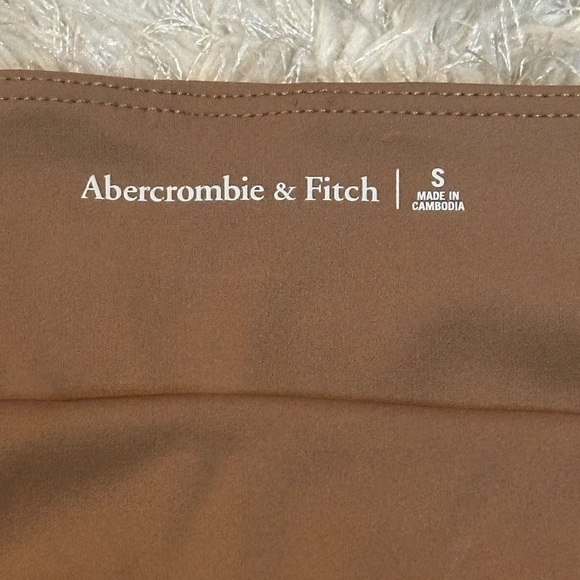 Abercrombie & Fitch | S
MADE IN
CAMBODIA